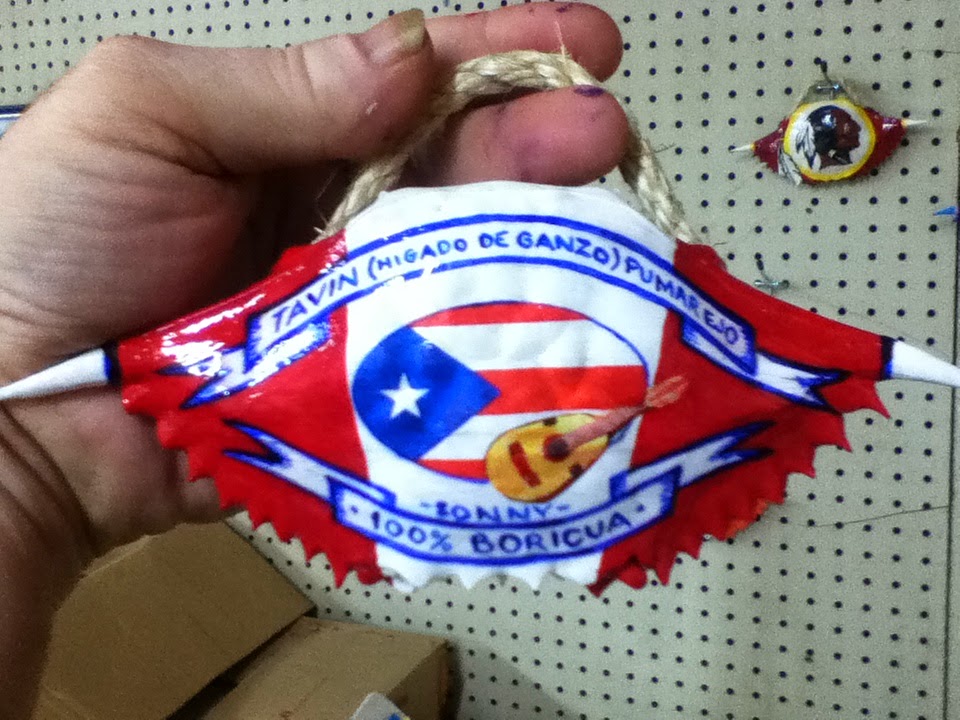 TAVIN (HIGADO DE GANZO) PUMAREJO
-SONNY-
·100% BORICUA·